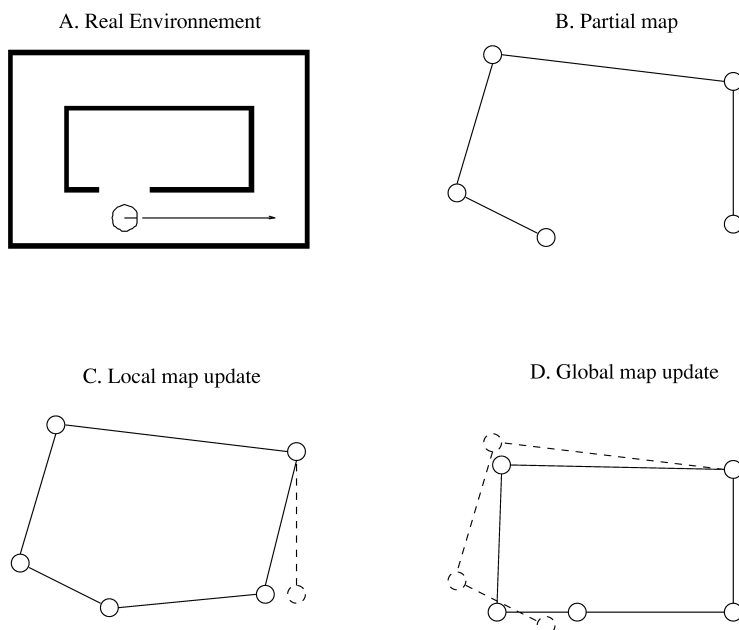 A. Real Environnement
B. Partial map
C. Local map update
D. Global map update